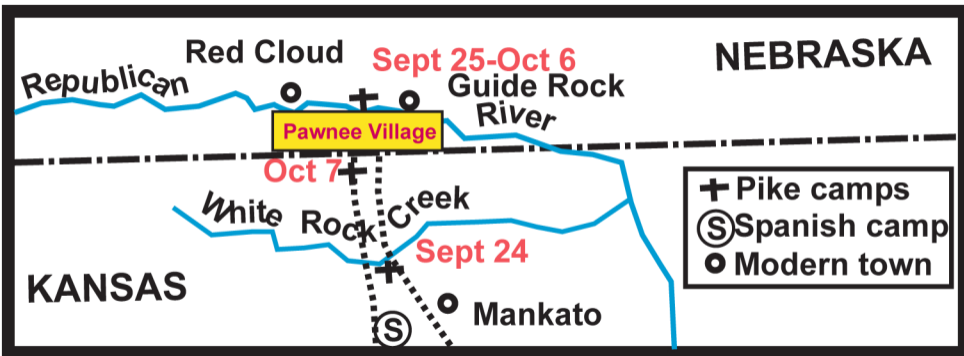 NEBRASKA
Red Cloud
Sept 25-Oct 6
Republican
Guide Rock
River
Pawnee Village
Oct 7
White Rock Creek
Sept 24
KANSAS
S
Mankato
Pike camps
S Spanish camp
Modern town